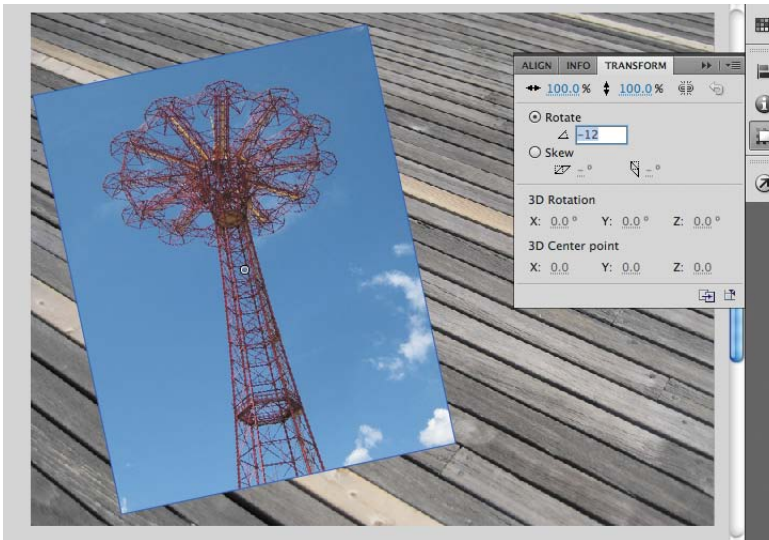 ALIGN INFO TRANSFORM
100.0 % 100.0 %
Rotate
-12
Skew
- ° - °
3D Rotation
X: 0.0 ° Y: 0.0 ° Z: 0.0 °
3D Center point
X: 0.0 Y: 0.0 Z: 0.0